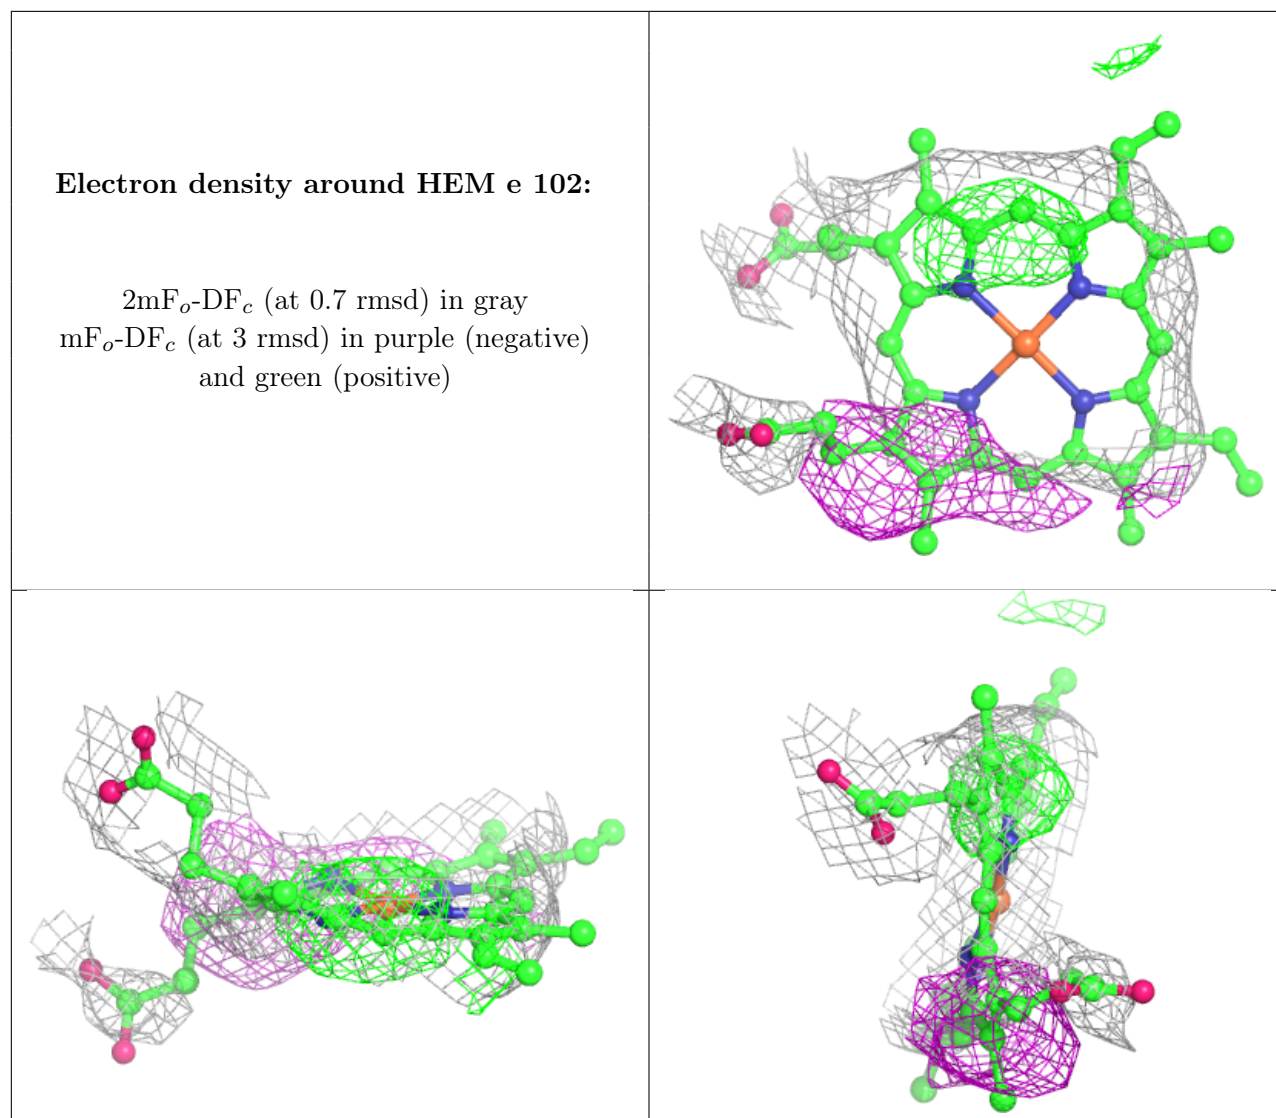 Electron density around HEM e 102:
2mFo-DFc (at 0.7 rmsd) in gray
mFo-DFc (at 3 rmsd) in purple (negative)
and green (positive)